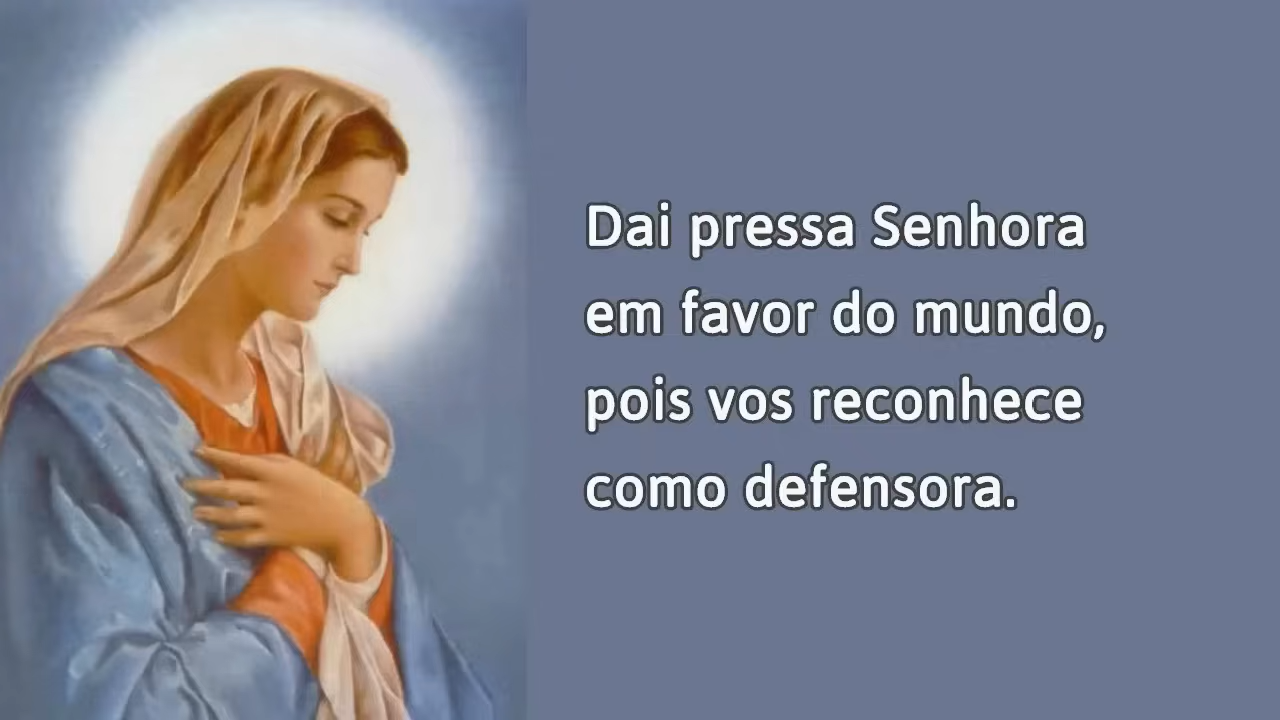 Dai pressa Senhora
em favor do mundo,
pois vos reconhece
como defensora.